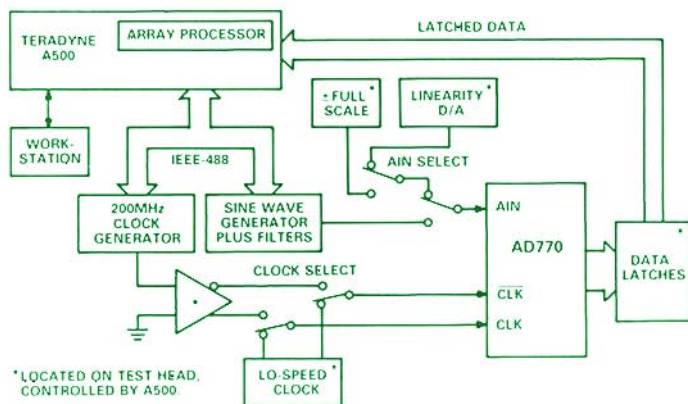 TERADYNE
A500
ARRAY PROCESSOR
LATCHED DATA
± FULL *
SCALE
LINEARITY *
D/A
WORK-
STATION
IEEE-488
AIN SELECT
200MHz
CLOCK
GENERATOR
SINE WAVE
GENERATOR
PLUS FILTERS
AIN
AD770
*
DATA
LATCHES
CLOCK SELECT
*
CLK
CLK
*LOCATED ON TEST HEAD,
CONTROLLED BY A500.
LO-SPEED *
CLOCK